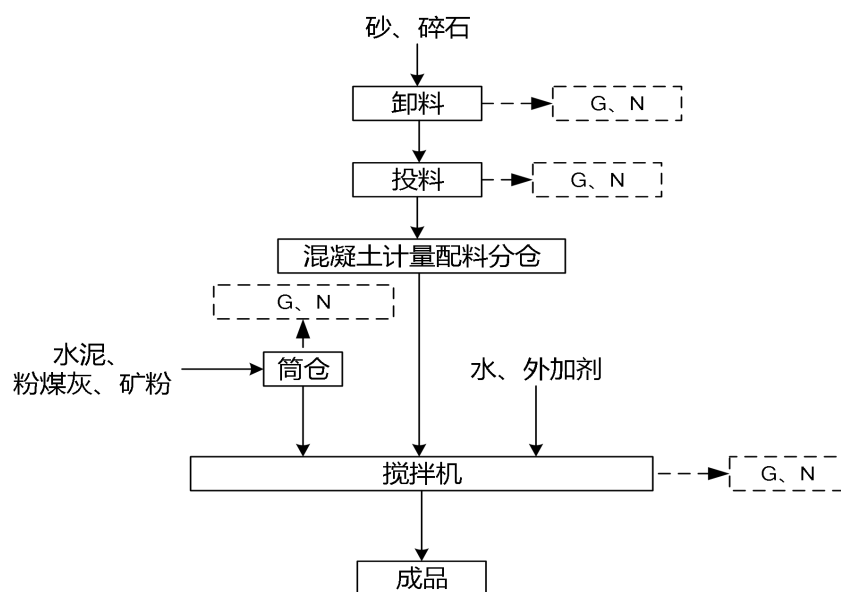 砂、碎石
卸料
G、N
投料
G、N
混凝土计量配料分仓
G、N
水泥、
粉煤灰、矿粉
筒仓
水、外加剂
搅拌机
G、N
成品